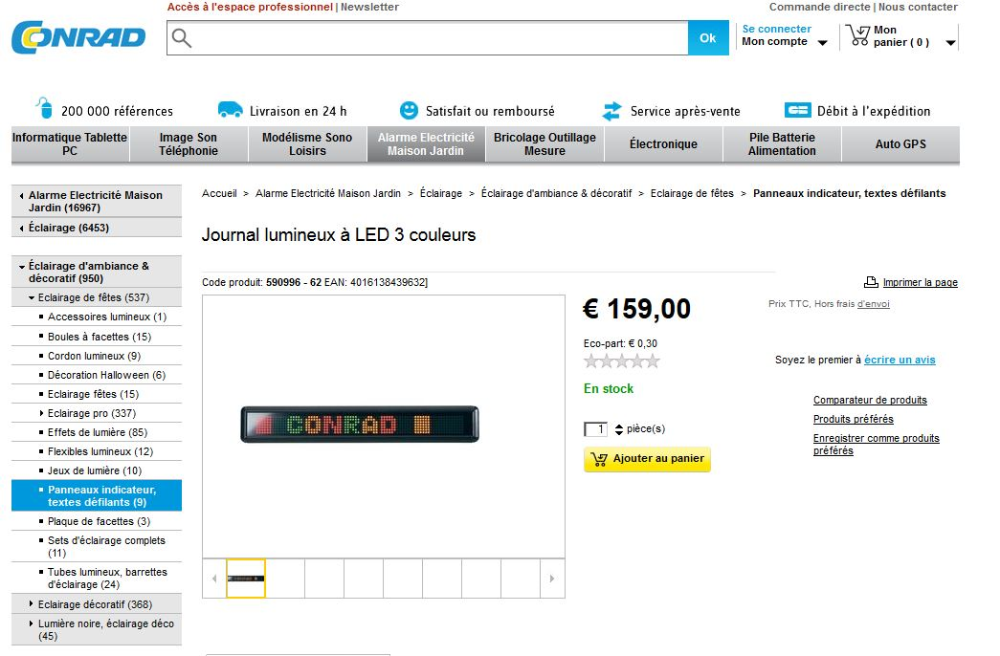 Accès à l'espace professionnel | Newsletter
Commande directe | Nous contacter
CONRAD
Ok
Se connecter
Mon compte
Mon
panier ( 0 )
200 000 références
Livraison en 24 h
Satisfait ou remboursé
Service après-vente
Débit à l'expédition
Informatique Tablette
PC
Image Son
Téléphonie
Modélisme Sono
Loisirs
Alarme Electricité
Maison Jardin
Bricolage Outillage
Mesure
Électronique
Pile Batterie
Alimentation
Auto GPS
Alarme Electricité Maison
Jardin (16967)
Éclairage (6453)
Éclairage d'ambiance &
décoratif (950)
Eclairage de fêtes (537)
Accessoires lumineux (1)
Boules à facettes (15)
Cordon lumineux (9)
Décoration Halloween (6)
Eclairage fêtes (15)
Eclairage pro (337)
Effets de lumière (85)
Flexibles lumineux (12)
Jeux de lumière (10)
Panneaux indicateur,
textes défilants (9)
Plaque de facettes (3)
Sets d'éclairage complets
(11)
Tubes lumineux, barrettes
d'éclairage (24)
Eclairage décoratif (368)
Lumière noire, éclairage déco
(45)
Accueil > Alarme Electricité Maison Jardin > Éclairage > Éclairage d'ambiance & décoratif > Eclairage de fêtes > Panneaux indicateur, textes défilants
Journal lumineux à LED 3 couleurs
Code produit: 590996 - 62 EAN: 4016138439632]
Imprimer la page
CONRAD
€ 159,00
Prix TTC, Hors frais d'envoi
Eco-part: € 0,30
Soyez le premier à écrire un avis
En stock
1 pièce(s)
Ajouter au panier
Comparateur de produits
Produits préférés
Enregistrer comme produits
préférés